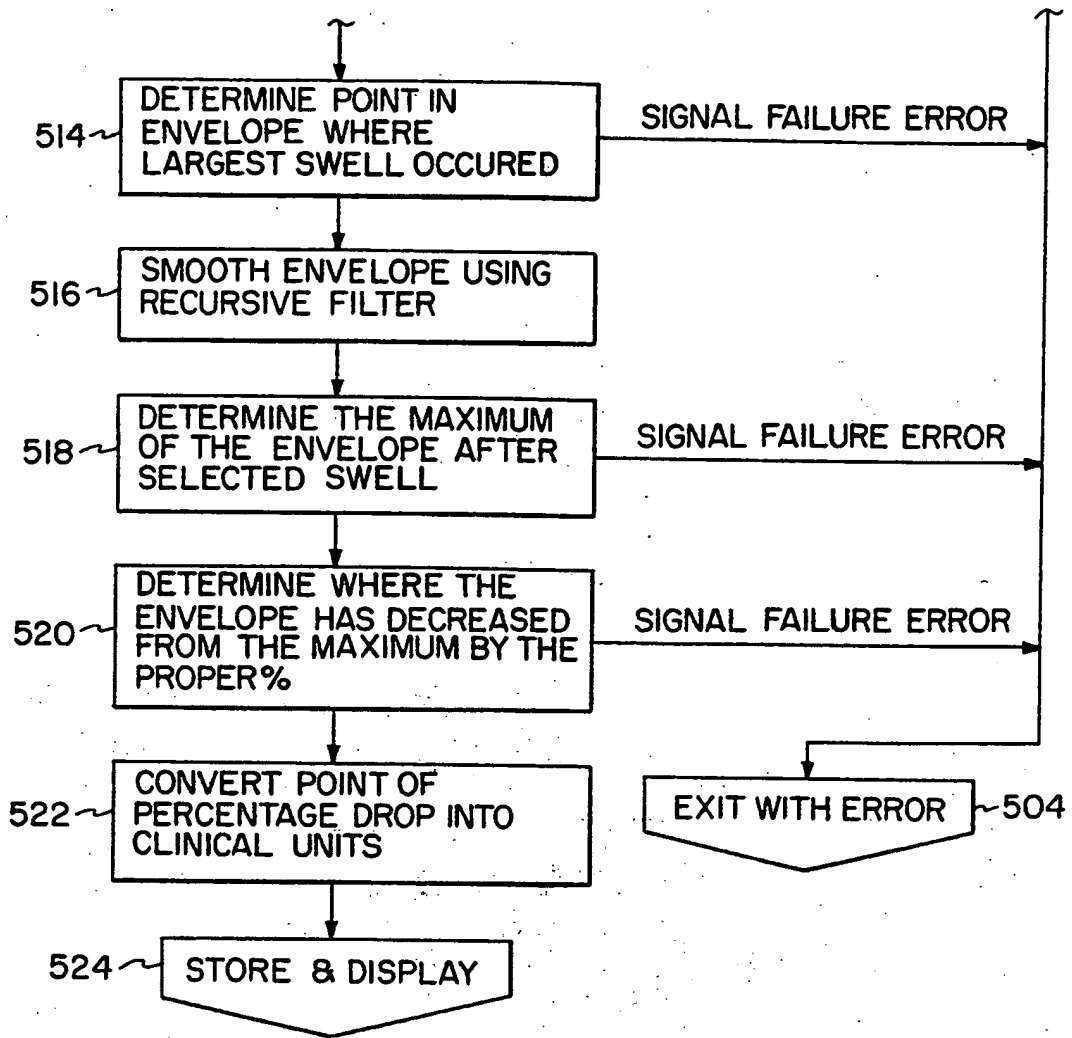 514
DETERMINE POINT IN
ENVELOPE WHERE
LARGEST SWELL OCCURED
SIGNAL FAILURE ERROR
516
SMOOTH ENVELOPE USING
RECURSIVE FILTER
518
DETERMINE THE MAXIMUM
OF THE ENVELOPE AFTER
SELECTED SWELL
SIGNAL FAILURE ERROR
520
DETERMINE WHERE THE
ENVELOPE HAS DECREASED
FROM THE MAXIMUM BY THE
PROPER%
SIGNAL FAILURE ERROR
522
CONVERT POINT OF
PERCENTAGE DROP INTO
CLINICAL UNITS
EXIT WITH ERROR
504
524
STORE & DISPLAY